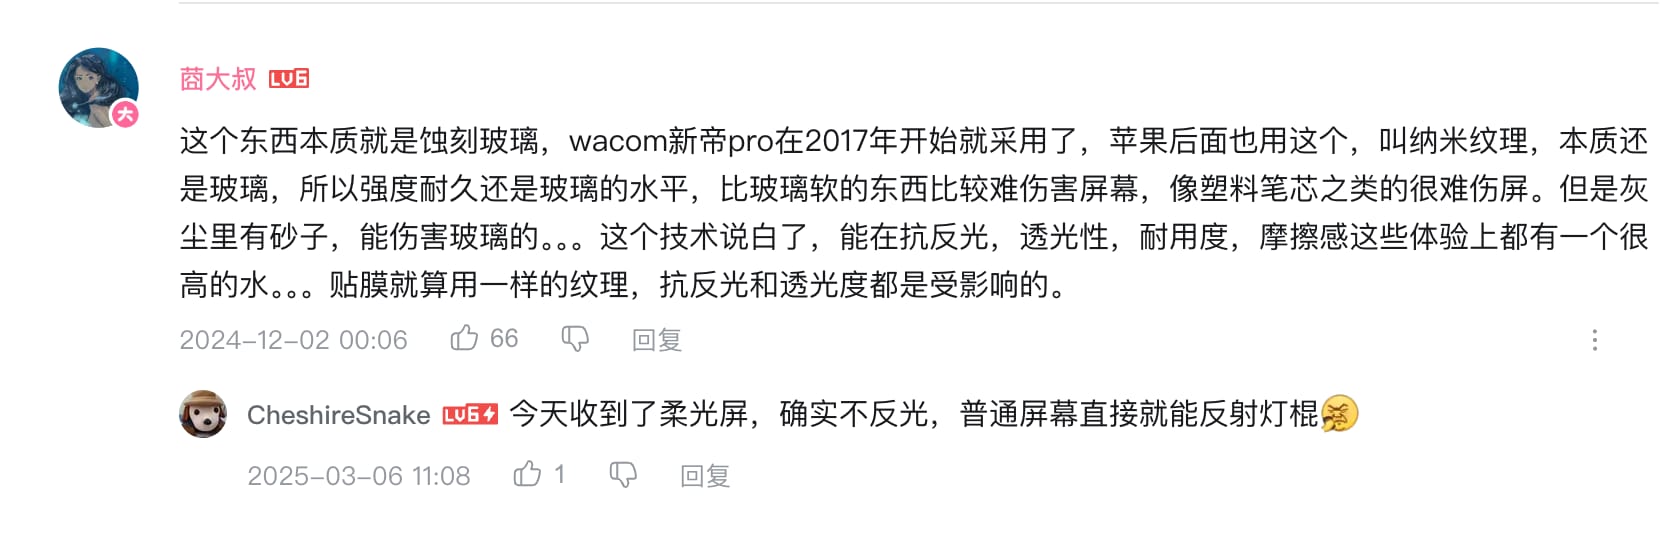 莔大叔 LV6
这个东西本质就是蚀刻玻璃，wacom新帝pro在2017年开始就采用了，苹果后面也用这个，叫纳米纹理，本质还
是玻璃，所以强度耐久还是玻璃的水平，比玻璃软的东西比较难伤害屏幕，像塑料笔芯之类的很难伤屏。但是灰
尘里有砂子，能伤害玻璃的。。。这个技术说白了，能在抗反光，透光性，耐用度，摩擦感这些体验上都有一个很
高的水。。。贴膜就算用一样的纹理，抗反光和透光度都是受影响的。
2024-12-02 00:06 66 回复
CheshireSnake LV6 今天收到了柔光屏，确实不反光，普通屏幕直接就能反射灯棍
2025-03-06 11:08 1 回复